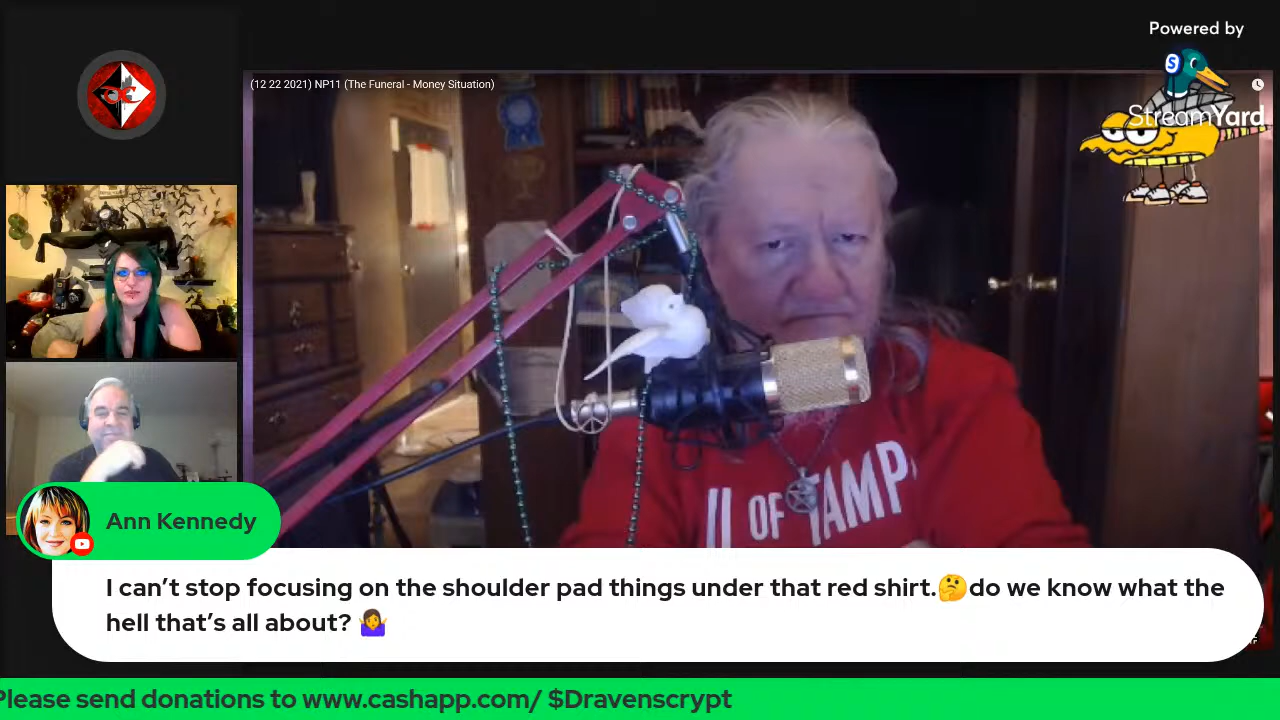 Powered by
StreamYard
(12 22 2021) NP11 (The Funeral - Money Situation)
OF TAMP
Ann Kennedy
I can’t stop focusing on the shoulder pad things under that red shirt.🤔do we know what the
hell that’s all about? 🤷‍♀️
Please send donations to www.cashapp.com/ $Dravenscrypt